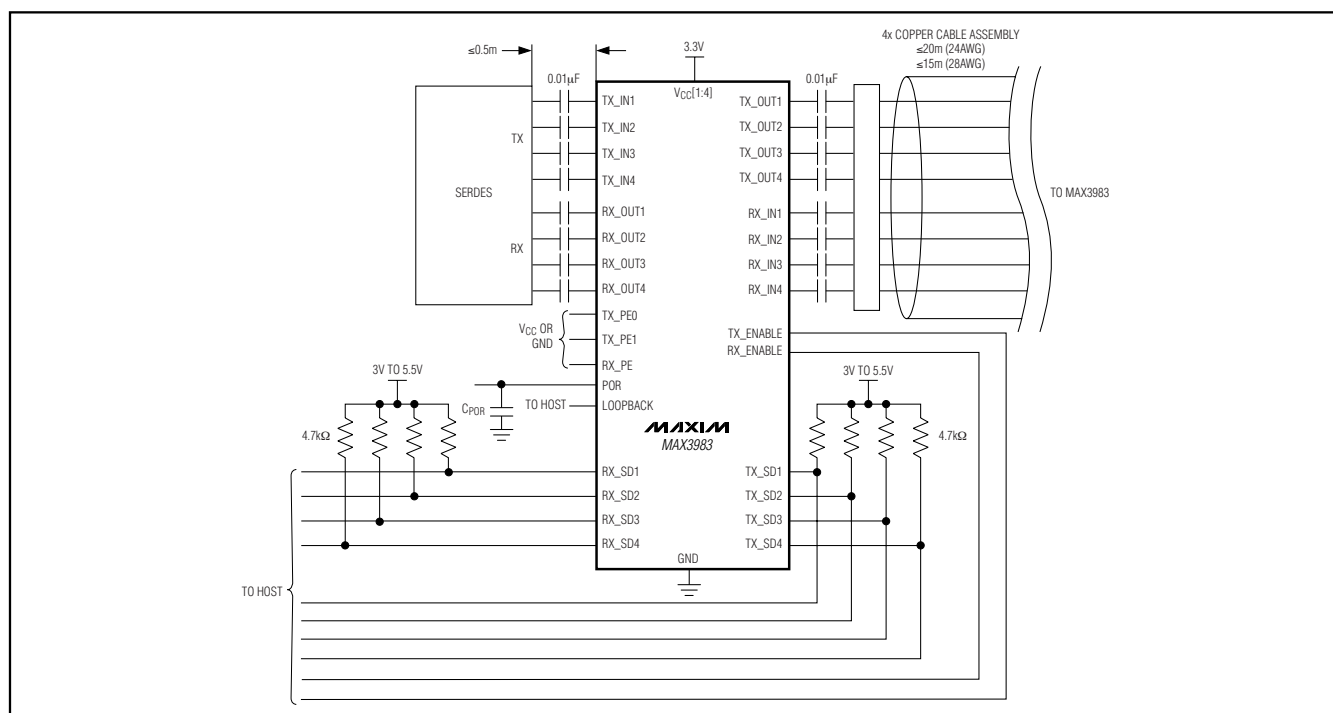 ≤0.5m
3.3V
4x COPPER CABLE ASSEMBLY
≤20m (24AWG)
≤15m (28AWG)
0.01μF
0.01μF
VCC[1:4]
SERDES
TX
RX
TX_IN1
TX_IN2
TX_IN3
TX_IN4
RX_OUT1
RX_OUT2
RX_OUT3
RX_OUT4
TX_PE0
TX_PE1
RX_PE
POR
LOOPBACK
TX_OUT1
TX_OUT2
TX_OUT3
TX_OUT4
RX_IN1
RX_IN2
RX_IN3
RX_IN4
TX_ENABLE
RX_ENABLE
TO MAX3983
VCC OR
GND
3V TO 5.5V
CPOR
TO HOST
4.7kΩ
3V TO 5.5V
4.7kΩ
MAXIM
MAX3983
RX_SD1
RX_SD2
RX_SD3
RX_SD4
TX_SD1
TX_SD2
TX_SD3
TX_SD4
GND
TO HOST